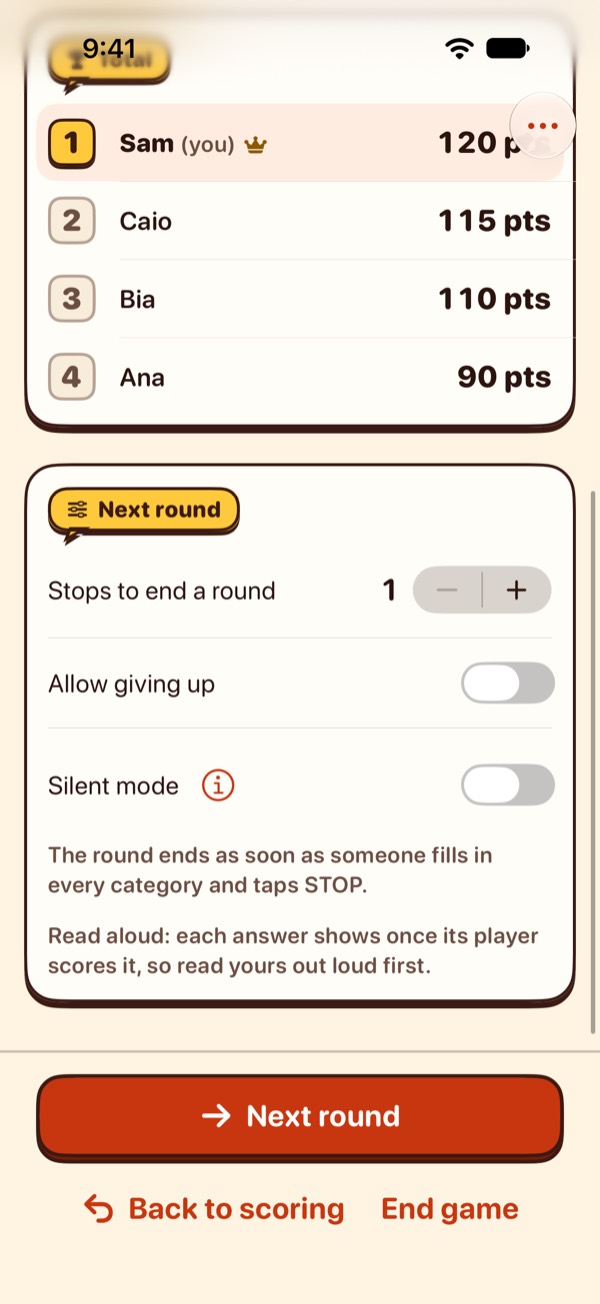 9:41
Total
1 Sam (you) 120 p
2 Caio 115 pts
3 Bia 110 pts
4 Ana 90 pts
Next round
Stops to end a round 1 − +
Allow giving up
Silent mode i
The round ends as soon as someone fills in
every category and taps STOP.
Read aloud: each answer shows once its player
scores it, so read yours out loud first.
→ Next round
Back to scoring End game